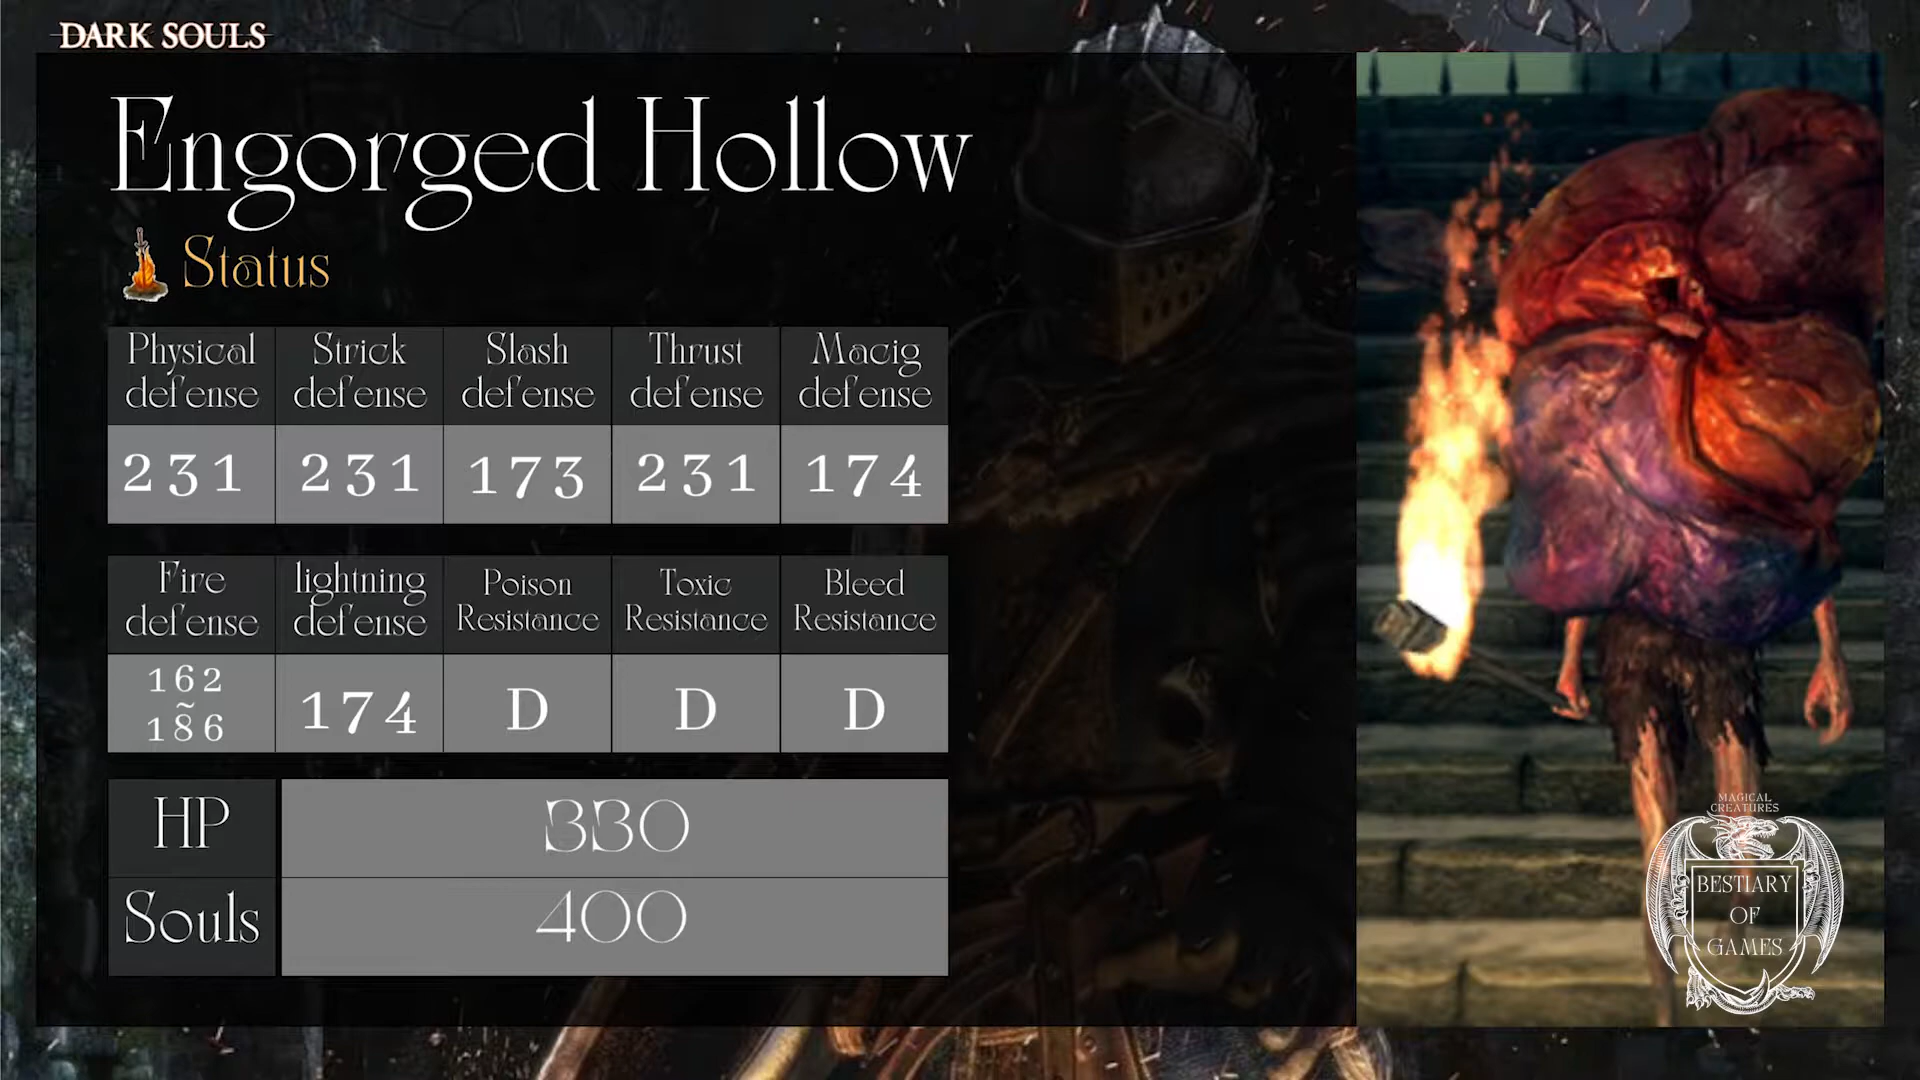 DARK SOULS
Engorged Hollow
Status
Physical defense Strick defense Slash defense Thrust defense Macig defense
231 231 173 231 174
Fire defense lightning defense Poison Resistance Toxic Resistance Bleed Resistance
162 ~ 186 174 D D D
HP 330
Souls 400
MAGICAL
CREATURES
BESTIARY
OF
GAMES